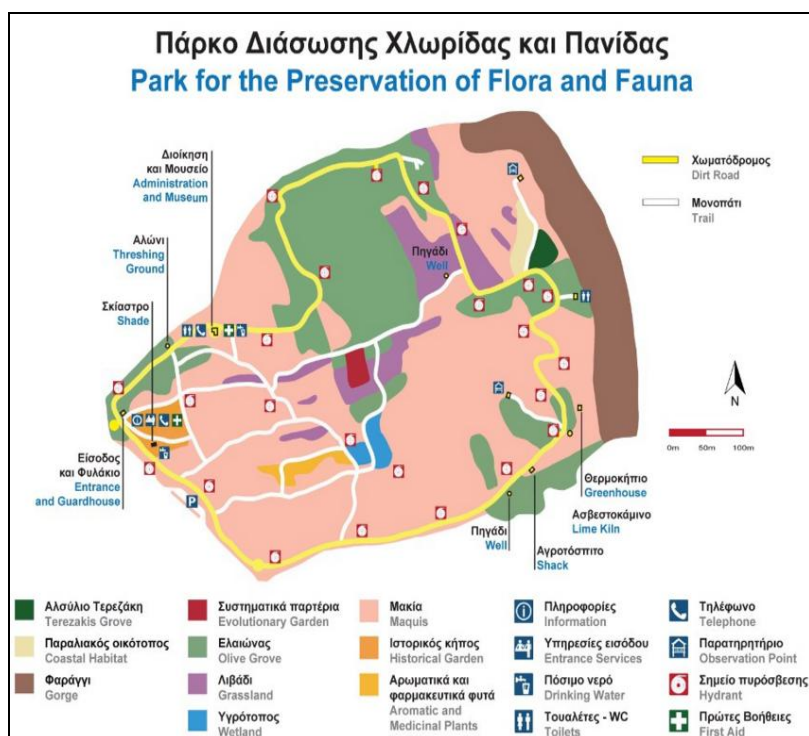 Πάρκο Διάσωσης Χλωρίδας και Πανίδας
Park for the Preservation of Flora and Fauna
Διοίκηση
και Μουσείο
Administration
and Museum
Αλώνι
Threshing
Ground
Σκίαστρο
Shade
Είσοδος
και Φυλάκιο
Entrance
and Guardhouse
P
Πηγάδι
Well
Χωματόδρομος
Dirt Road
Μονοπάτι
Trail
N
0m 50m 100m
Θερμοκήπιο
Greenhouse
Ασβεστοκάμινο
Lime Kiln
Πηγάδι
Well
Αγροτόσπιτο
Shack
Αλσύλιο Τερεζάκη
Terezakis Grove
Παραλιακός οικότοπος
Coastal Habitat
Φαράγγι
Gorge
Συστηματικά παρτέρια
Evolutionary Garden
Ελαιώνας
Olive Grove
Λιβάδι
Grassland
Υγρότοπος
Wetland
Μακία
Maquis
Ιστορικός κήπος
Historical Garden
Αρωματικά και
φαρμακευτικά φυτά
Aromatic and
Medicinal Plants
Πληροφορίες
Information
Υπηρεσίες εισόδου
Entrance Services
Πόσιμο νερό
Drinking Water
Τουαλέτες - WC
Toilets
Τηλέφωνο
Telephone
Παρατηρητήριο
Observation Point
Σημείο πυρόσβεσης
Hydrant
Πρώτες Βοήθειες
First Aid